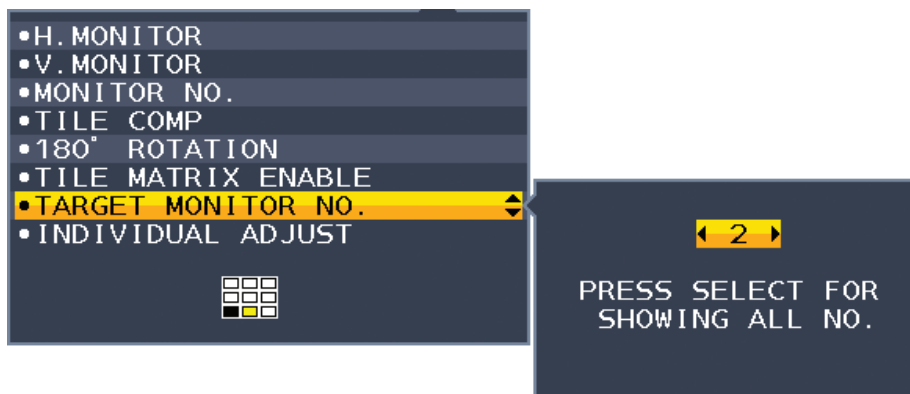 •H.MONITOR
•V.MONITOR
•MONITOR NO.
•TILE COMP
•180° ROTATION
•TILE MATRIX ENABLE
•TARGET MONITOR NO.
•INDIVIDUAL ADJUST
2
PRESS SELECT FOR
SHOWING ALL NO.